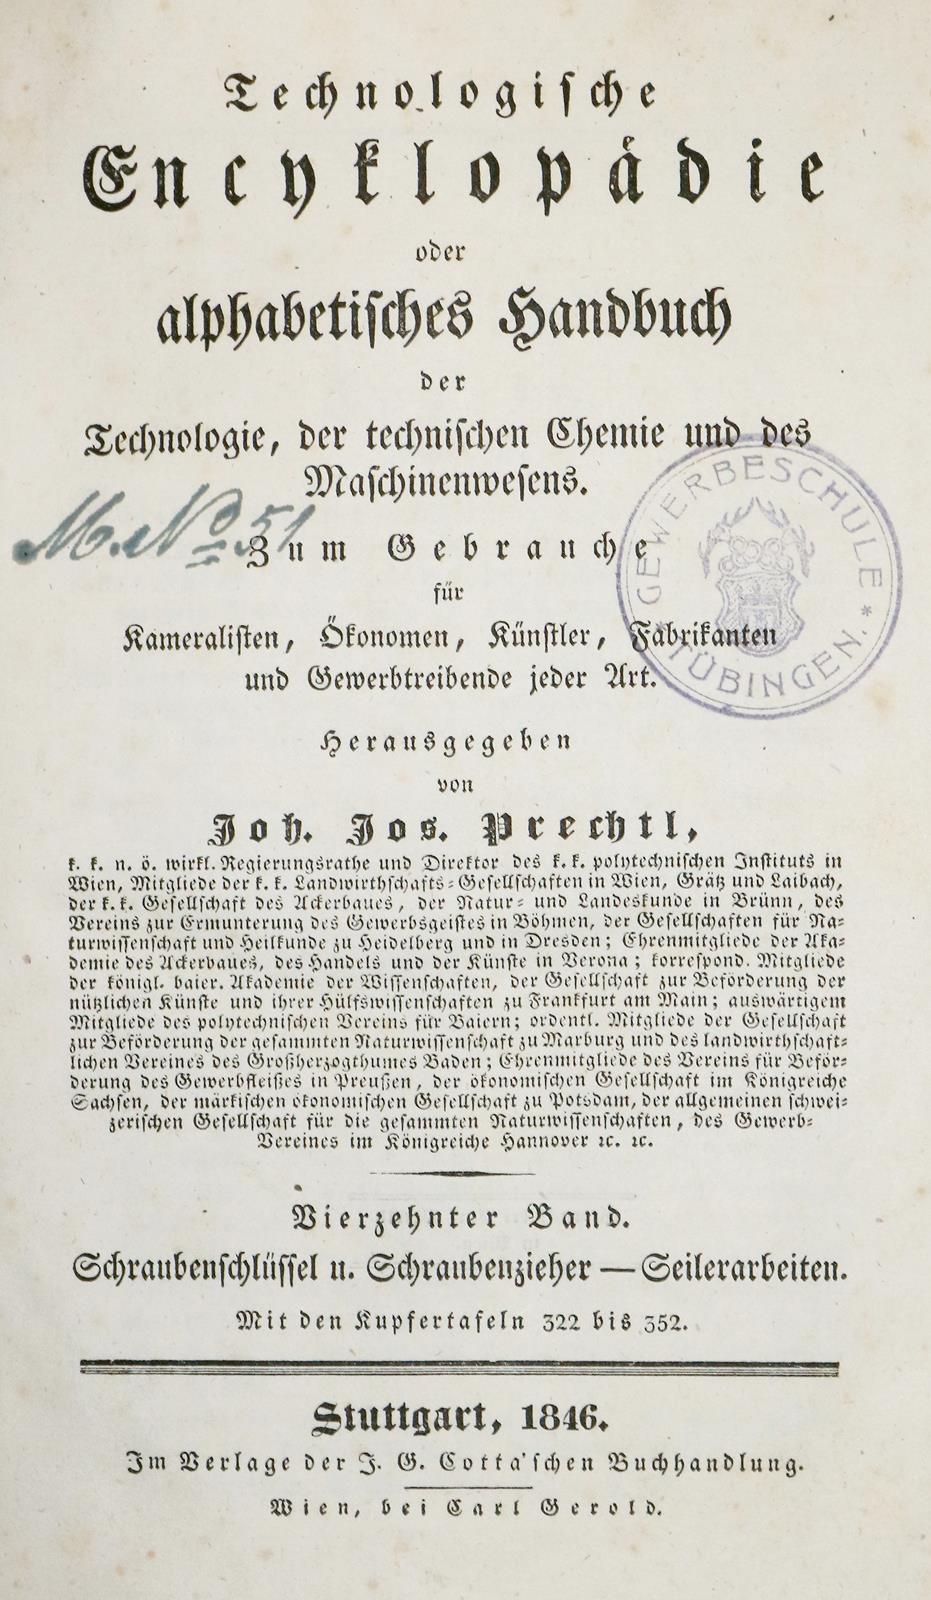 Technologische
Encyklopädie
oder
alphabetisches Handbuch
der
Technologie, der technischen Chemie und des
Maschinenwesens.
M. No 51
Zum Gebrauche
für
Kameralisten, Ökonomen, Künstler, Fabrikanten
und Gewerbtreibende jeder Art.
GEWERBESCHULE * TÜBINGEN.
Herausgegeben
von
Joh. Jos. Prechtl,
k. k. n. ö. wirkl. Regierungsrathe und Direktor des k. k. polytechnischen Instituts in
Wien, Mitgliede der k. k. Landwirthschafts-Gesellschaften in Wien, Grätz und Laibach,
der k. k. Gesellschaft des Ackerbaues, der Natur- und Landeskunde in Brünn, des
Vereins zur Ermunterung des Gewerbsgeistes in Böhmen, der Gesellschaften für Na-
turwissenschaft und Heilkunde zu Heidelberg und in Dresden; Ehrenmitgliede der Aka-
demie des Ackerbaues, des Handels und der Künste in Verona; korrespond. Mitgliede
der königl. baier. Akademie der Wissenschaften, der Gesellschaft zur Beförderung der
nützlichen Künste und ihrer Hülfswissenschaften zu Frankfurt am Main; auswärtigem
Mitgliede des polytechnischen Vereins für Baiern; ordentl. Mitgliede der Gesellschaft
zur Beförderung der gesammten Naturwissenschaft zu Marburg und des landwirthschaft-
lichen Vereines des Großherzogthumes Baden; Ehrenmitgliede des Vereins für Beför-
derung des Gewerbfleißes in Preußen, der ökonomischen Gesellschaft im Königreiche
Sachsen, der märkischen ökonomischen Gesellschaft zu Potsdam, der allgemeinen schwei-
zerischen Gesellschaft für die gesammten Naturwissenschaften, des Gewerb-
Vereines im Königreiche Hannover ꝛc. ꝛc.
Vierzehnter Band.
Schraubenschlüssel u. Schraubenzieher — Seilerarbeiten.
Mit den Kupfertafeln 322 bis 352.
Stuttgart, 1846.
Im Verlage der J. G. Cotta'schen Buchhandlung.
Wien, bei Carl Gerold.